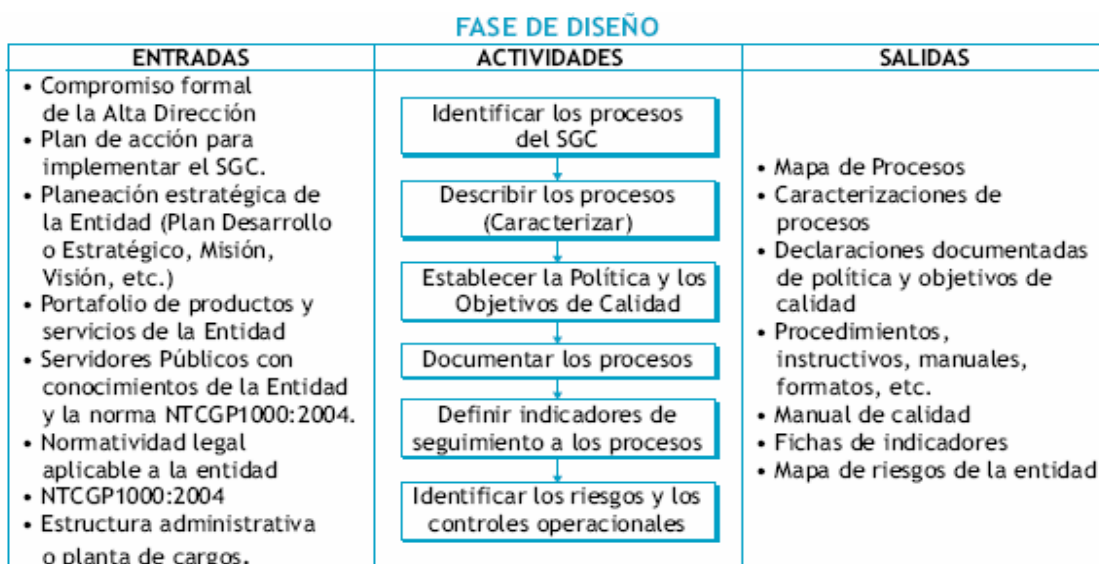 FASE DE DISEÑO
ENTRADAS
• Compromiso formal
de la Alta Dirección
• Plan de acción para
implementar el SGC.
• Planeación estratégica de
la Entidad (Plan Desarrollo
o Estratégico, Misión,
Visión, etc.)
• Portafolio de productos y
servicios de la Entidad
• Servidores Públicos con
conocimientos de la Entidad
y la norma NTCGP1000:2004.
• Normatividad legal
aplicable a la entidad
• NTCGP1000:2004
• Estructura administrativa
o planta de cargos.
ACTIVIDADES
Identificar los procesos
del SGC
Describir los procesos
(Caracterizar)
Establecer la Política y los
Objetivos de Calidad
Documentar los procesos
Definir indicadores de
seguimiento a los procesos
Identificar los riesgos y los
controles operacionales
SALIDAS
• Mapa de Procesos
• Caracterizaciones de
procesos
• Declaraciones documentadas
de política y objetivos de
calidad
• Procedimientos,
instructivos, manuales,
formatos, etc.
• Manual de calidad
• Fichas de indicadores
• Mapa de riesgos de la entidad